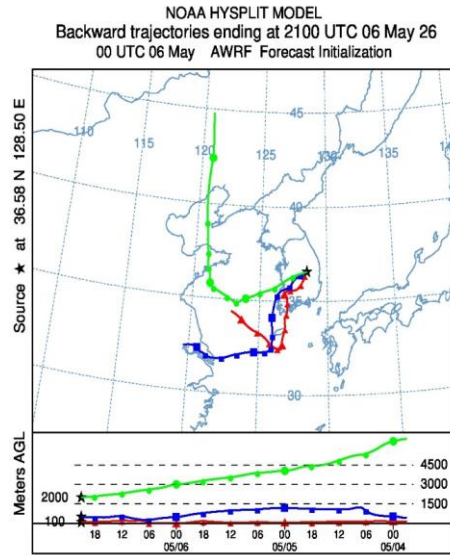 NOAA HYSPLIT MODEL
Backward trajectories ending at 2100 UTC 06 May 26
00 UTC 06 May AWRF Forecast Initialization
Source ★ at 36.58 N 128.50 E
110
115
120
125
130
135
45
40
35
30
Meters AGL
2000
100
4500
3000
1500
18 12 06 00 18 12 06 00 18 12 06 00
05/06 05/05 05/04